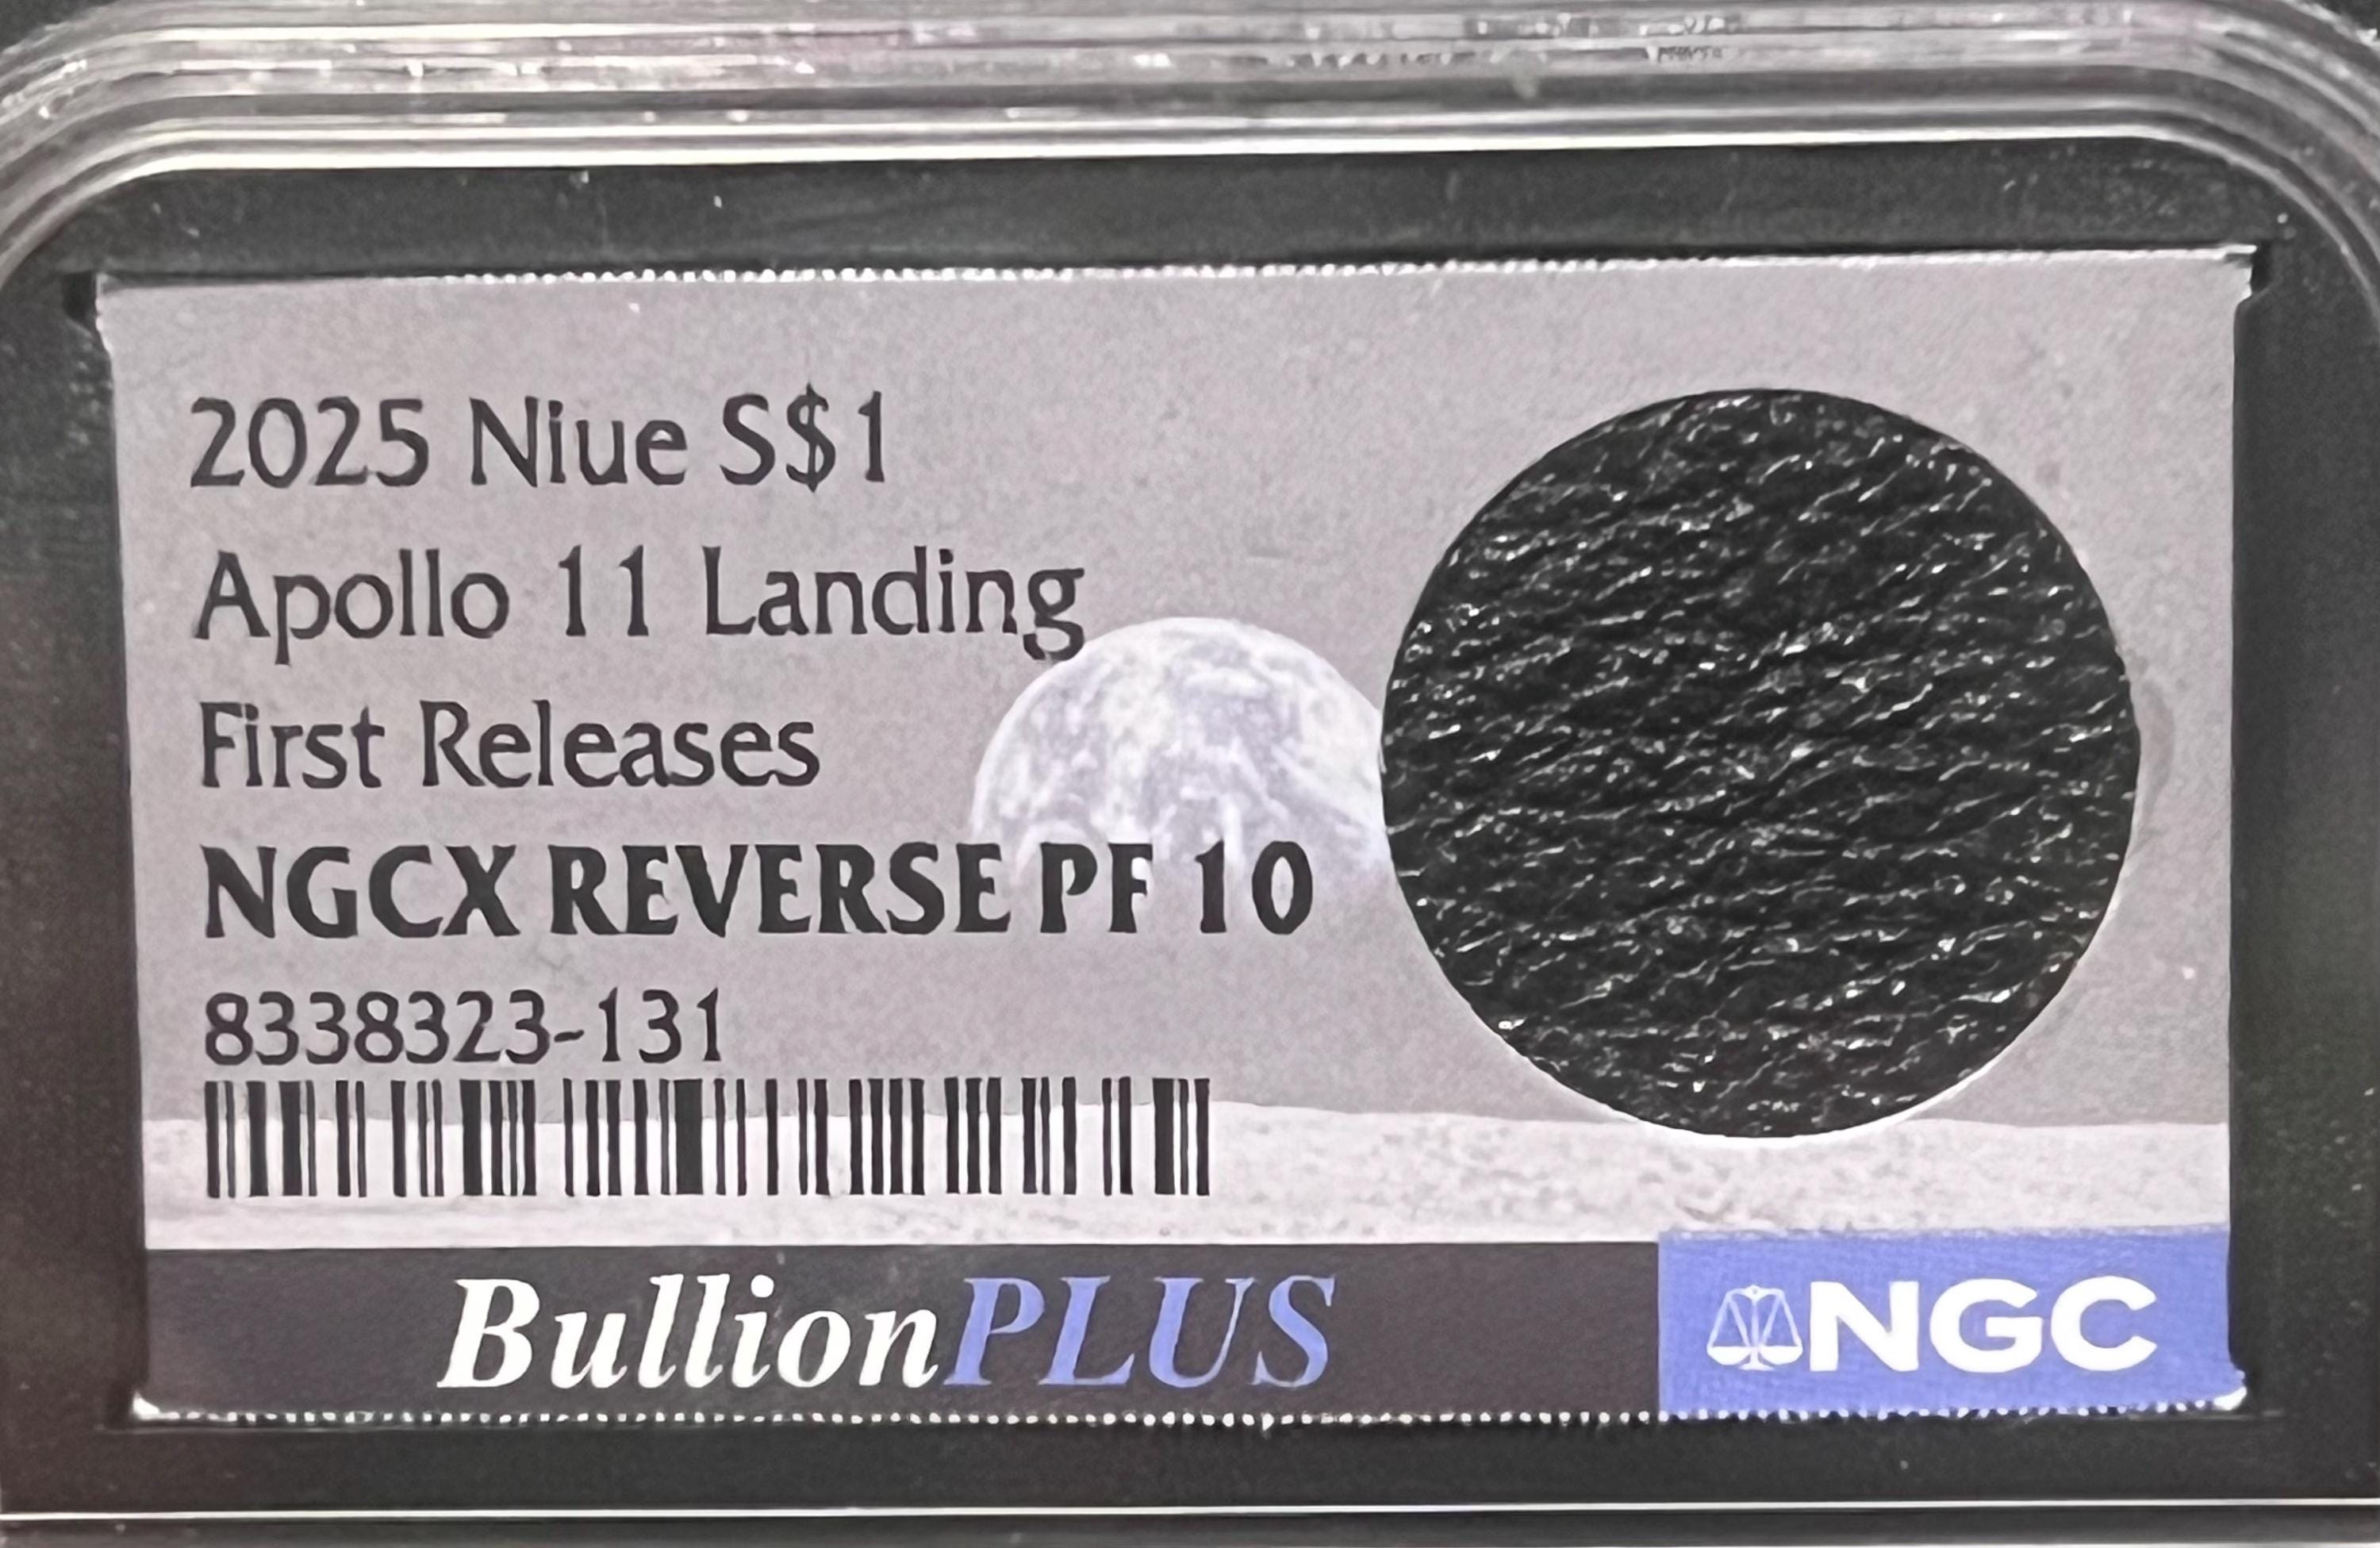 2025 Niue S$1
Apollo 11 Landing
First Releases
NGCX REVERSE PF 10
8338323-131
BullionPLUS
NGC